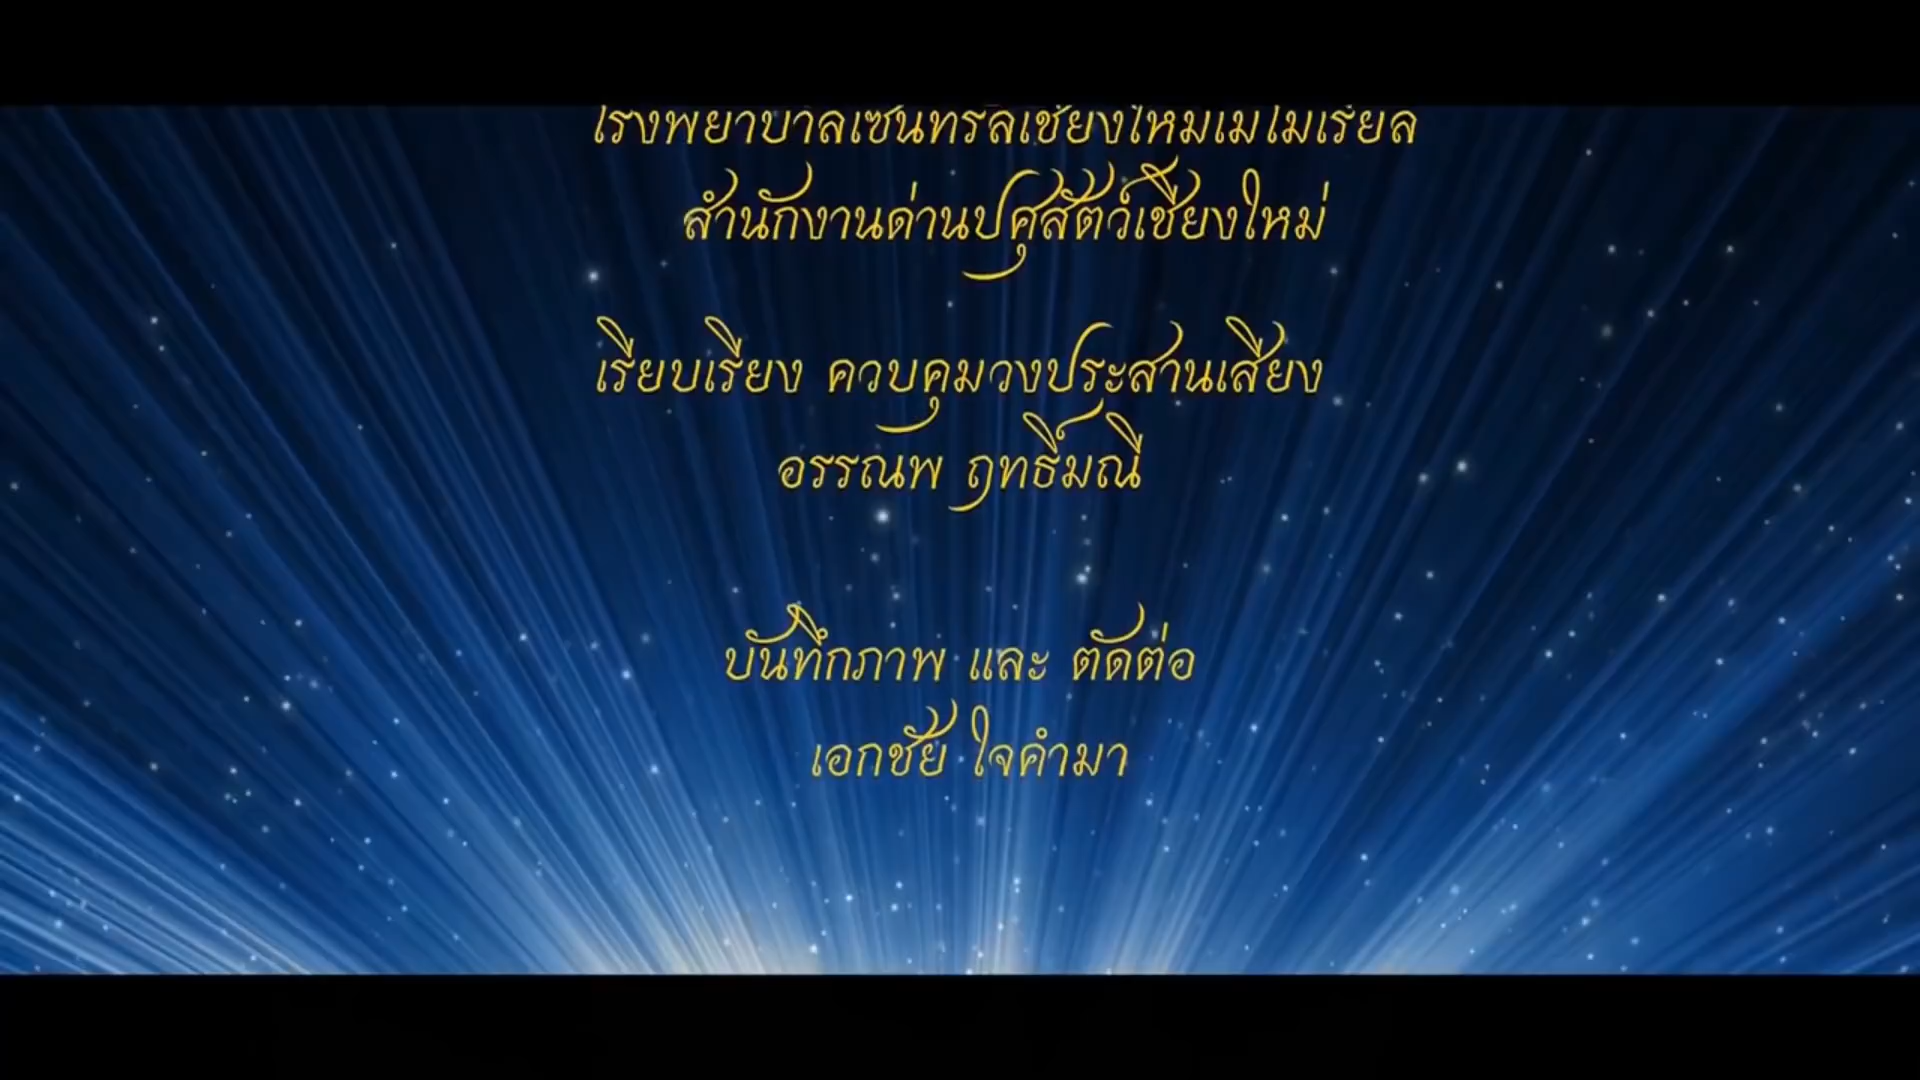 โรงพยาบาลเซ็นทรัลเชียงใหม่เมโมเรียล
สำนักงานด่านปศุสัตว์เชียงใหม่
เรียบเรียง ควบคุมวงประสานเสียง
อรรณพ ฤทธิ์มณี
บันทึกภาพ และ ตัดต่อ
เอกชัย ใจคำมา